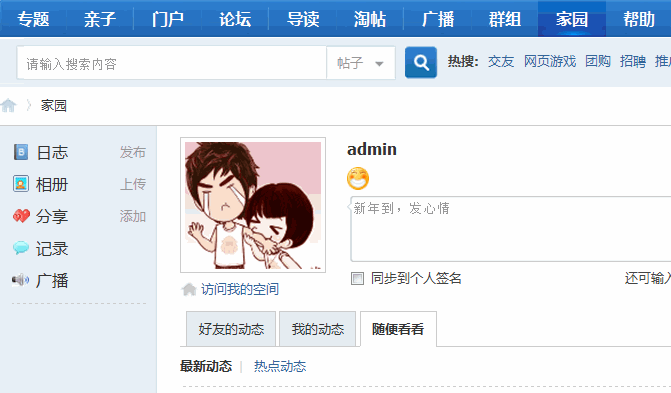 专题 亲子 门户 论坛 导读 淘帖 广播 群组 家园 帮助
请输入搜索内容 帖子 热搜: 交友 网页游戏 团购 招聘
家园
日志 发布
相册 上传
分享 添加
记录
广播
admin
新年到，发心情
同步到个人签名 还可输入
访问我的空间
好友的动态 我的动态 随便看看
最新动态 | 热点动态